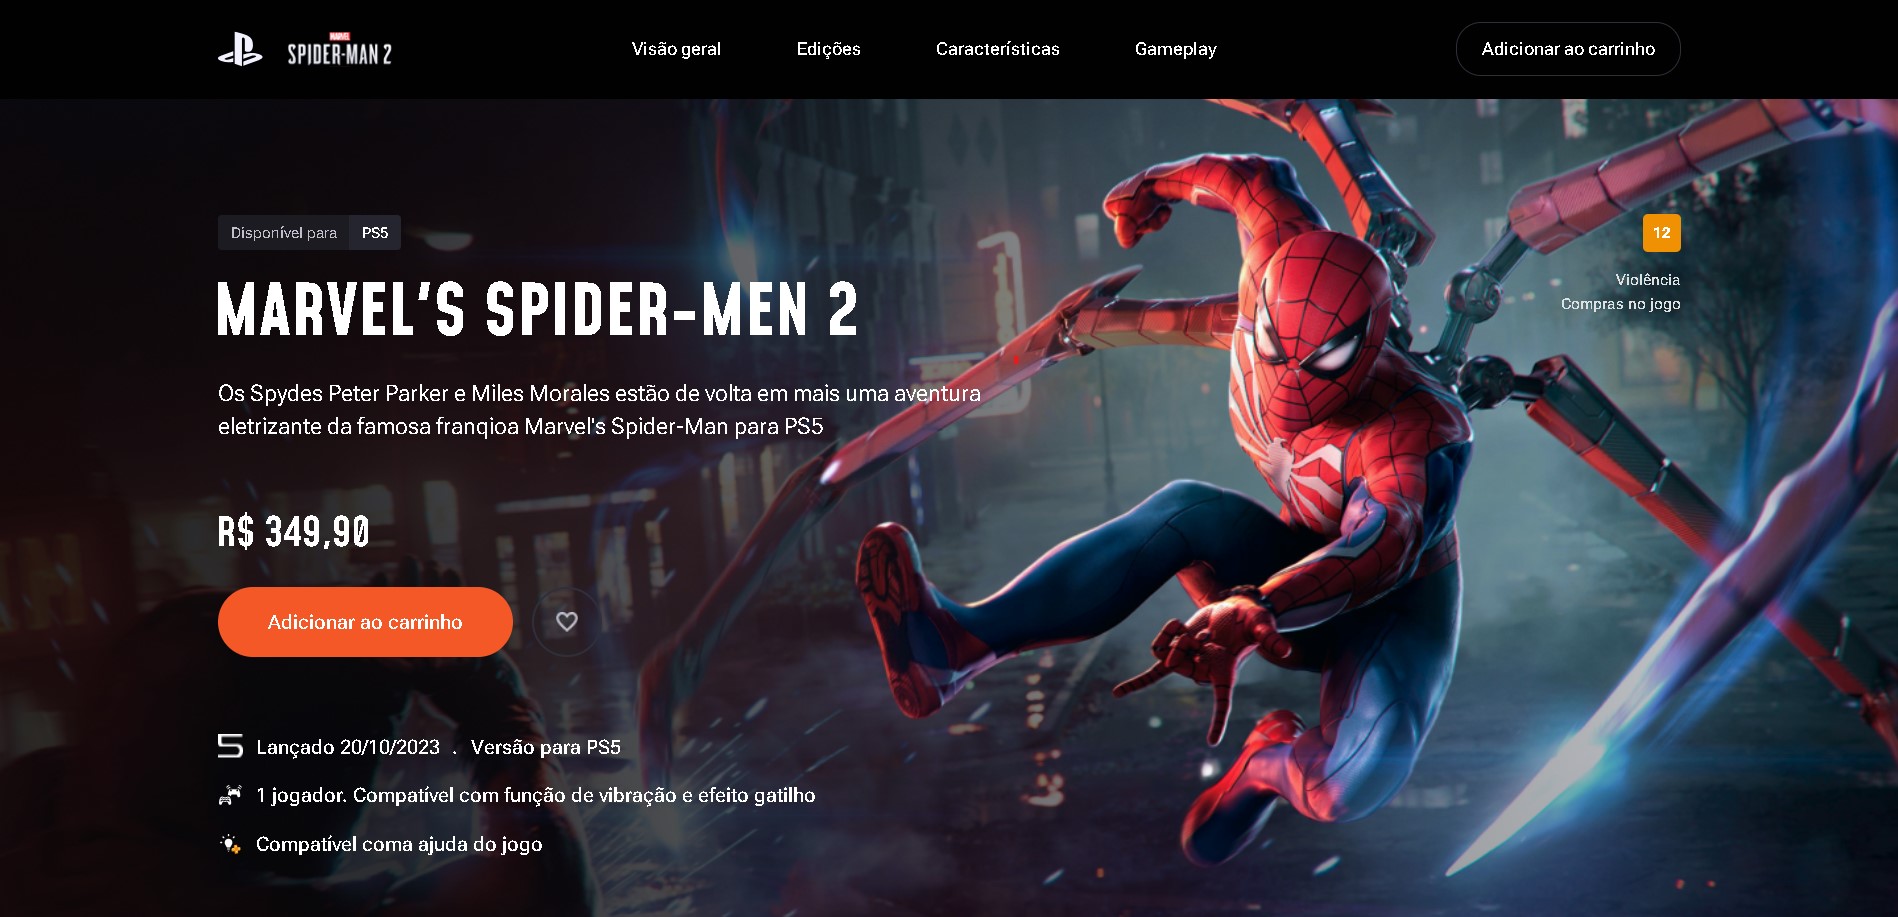 MARVEL
SPIDER-MAN 2
Visão geral
Edições
Características
Gameplay
Adicionar ao carrinho
Disponível para PS5
12
Violência
Compras no jogo
MARVEL'S SPIDER-MEN 2
Os Spydes Peter Parker e Miles Morales estão de volta em mais uma aventura
eletrizante da famosa franqioa Marvel's Spider-Man para PS5
R$ 349,90
Adicionar ao carrinho
5 Lançado 20/10/2023 . Versão para PS5
1 jogador. Compatível com função de vibração e efeito gatilho
Compatível coma ajuda do jogo